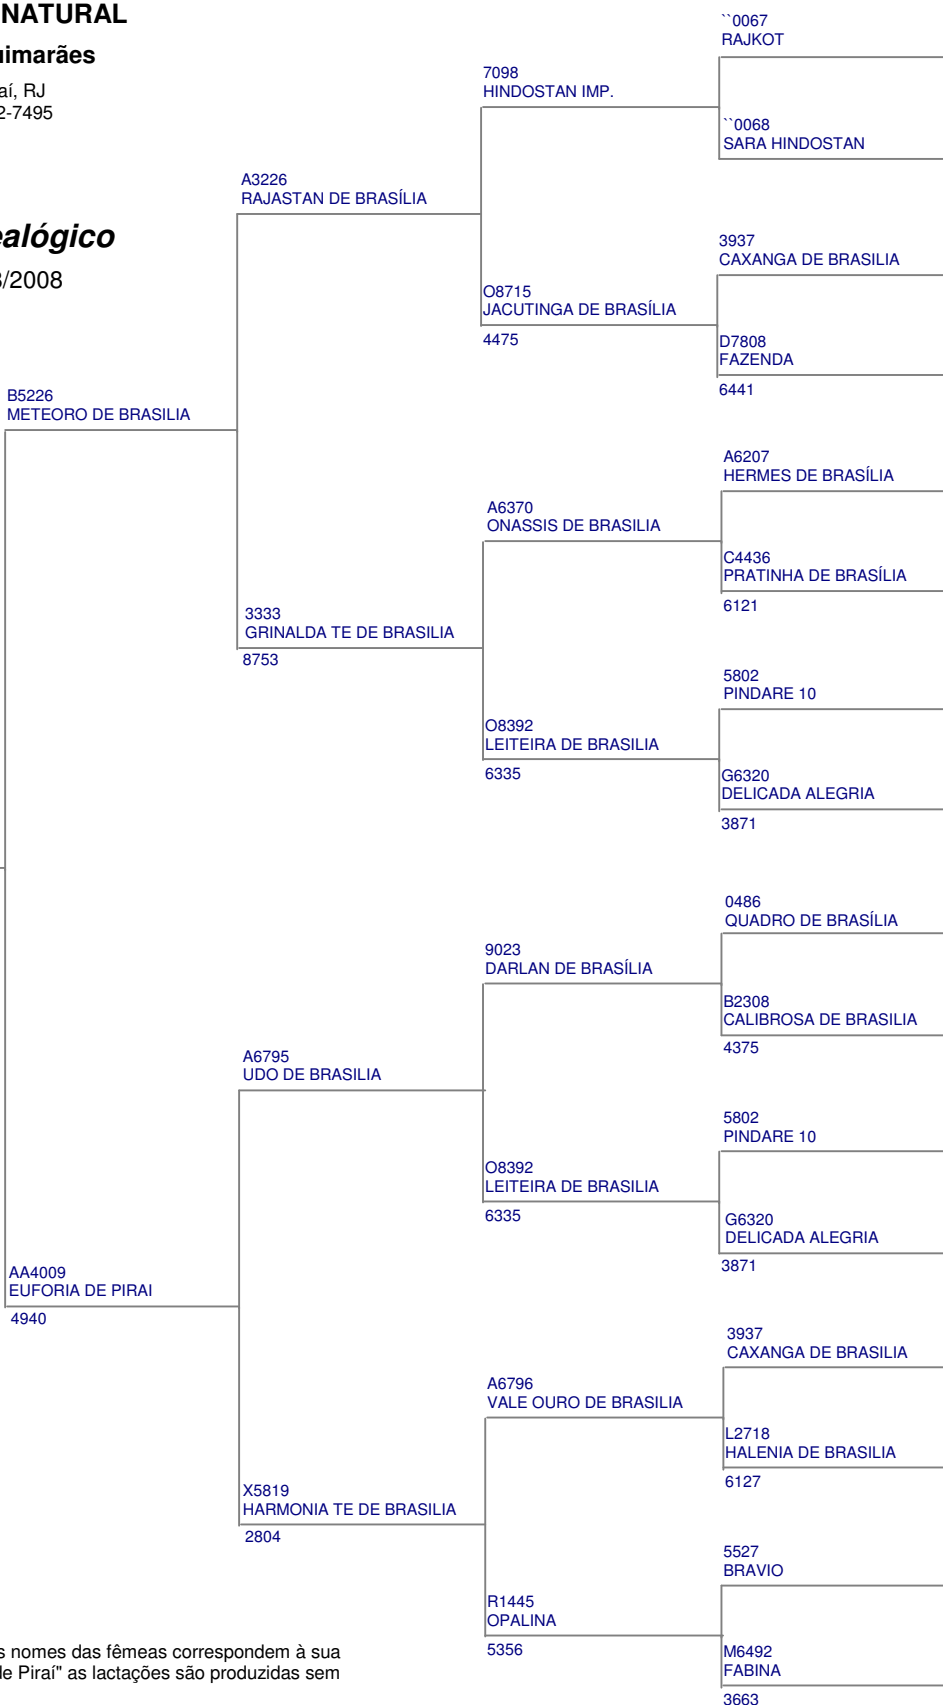 NATURAL
``0067
RAJKOT
7098
HINDOSTAN IMP.
RJ
2-7495
``0068
SARA HINDOSTAN
A3226
RAJASTAN DE BRASÍLIA
3937
CAXANGA DE BRASILIA
/2008
O8715
JACUTINGA DE BRASÍLIA
4475
D7808
FAZENDA
6441
B5226
METEORO DE BRASILIA
A6207
HERMES DE BRASÍLIA
A6370
ONASSIS DE BRASILIA
C4436
PRATINHA DE BRASÍLIA
6121
3333
GRINALDA TE DE BRASILIA
8753
5802
PINDARE 10
O8392
LEITEIRA DE BRASILIA
6335
G6320
DELICADA ALEGRIA
3871
0486
QUADRO DE BRASÍLIA
9023
DARLAN DE BRASÍLIA
B2308
CALIBROSA DE BRASILIA
4375
A6795
UDO DE BRASILIA
5802
PINDARE 10
O8392
LEITEIRA DE BRASILIA
6335
G6320
DELICADA ALEGRIA
3871
AA4009
EUFORIA DE PIRAI
4940
3937
CAXANGA DE BRASILIA
A6796
VALE OURO DE BRASILIA
L2718
HALENIA DE BRASILIA
6127
X5819
HARMONIA TE DE BRASILIA
2804
5527
BRAVIO
R1445
OPALINA
5356
M6492
FABINA
3663
s nomes das fêmeas correspondem à sua
de Piraí" as lactações são produzidas sem